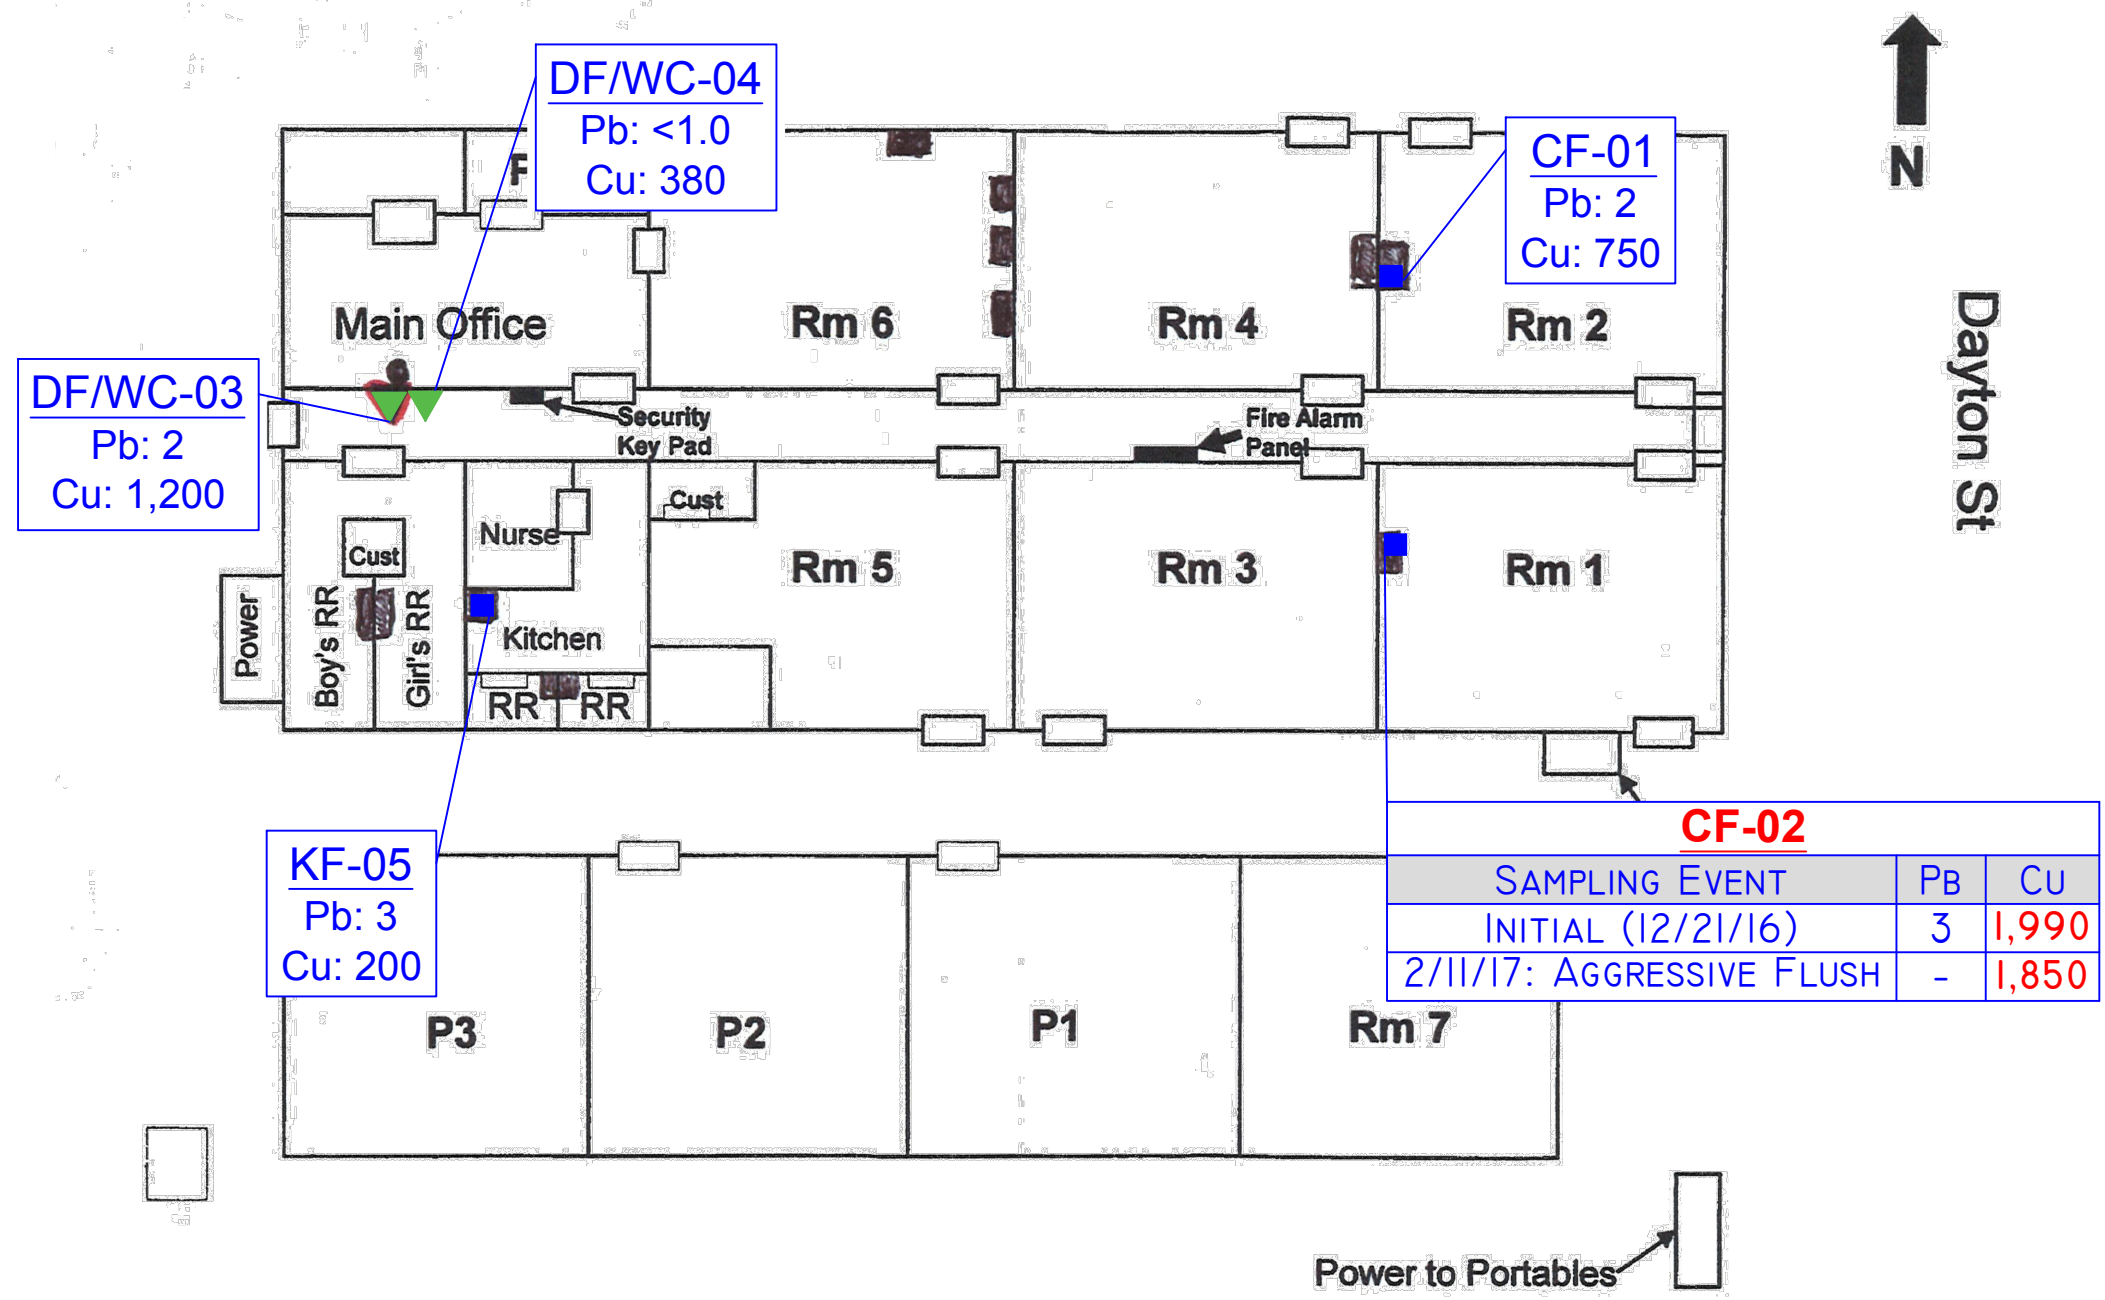 DF/WC-04
Pb: <1.0
Cu: 380
CF-01
Pb: 2
Cu: 750
N
Main Office
Rm 6
Rm 4
Rm 2
Dayton St
DF/WC-03
Pb: 2
Cu: 1,200
Security
Key Pad
Fire Alarm
Panel
Cust
Nurse
Cust
Rm 5
Rm 3
Rm 1
Power
Boy's RR
Girl's RR
Kitchen
RR
RR
KF-05
Pb: 3
Cu: 200
CF-02
SAMPLING EVENT PB CU
INITIAL (12/21/16) 3 1,990
2/11/17: AGGRESSIVE FLUSH - 1,850
P3
P2
P1
Rm 7
Power to Portables